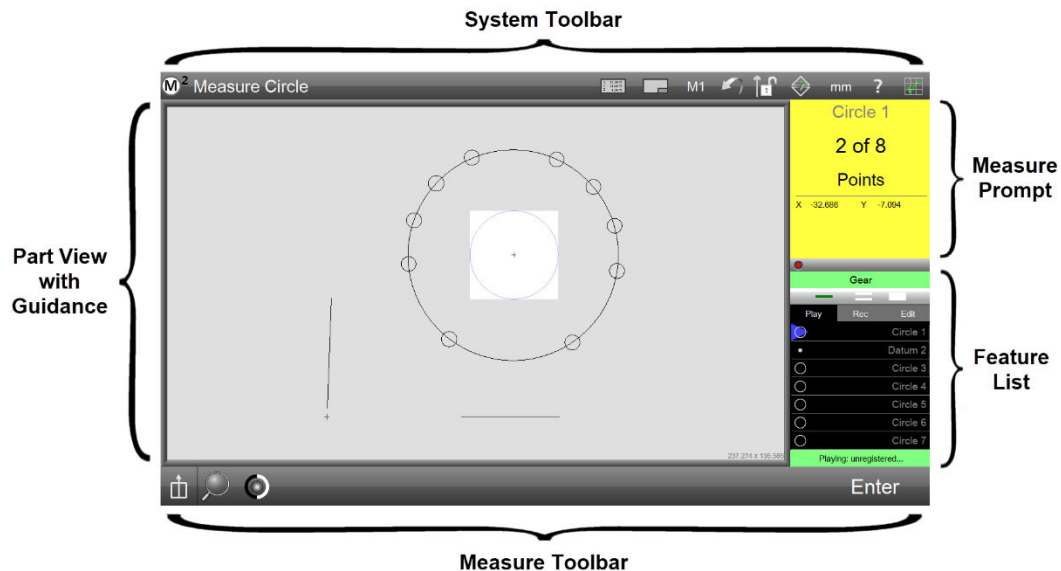 System Toolbar
M2 Measure Circle
M1
mm
?
Circle 1
2 of 8
Points
X -32.686 Y -7.094
Measure
Prompt
Part View
with
Guidance
Gear
Play Rec Edit
Circle 1
Datum 2
Circle 3
Circle 4
Circle 5
Circle 6
Circle 7
Playing: unregistered...
Feature
List
237.274 x 135.585
Enter
Measure Toolbar